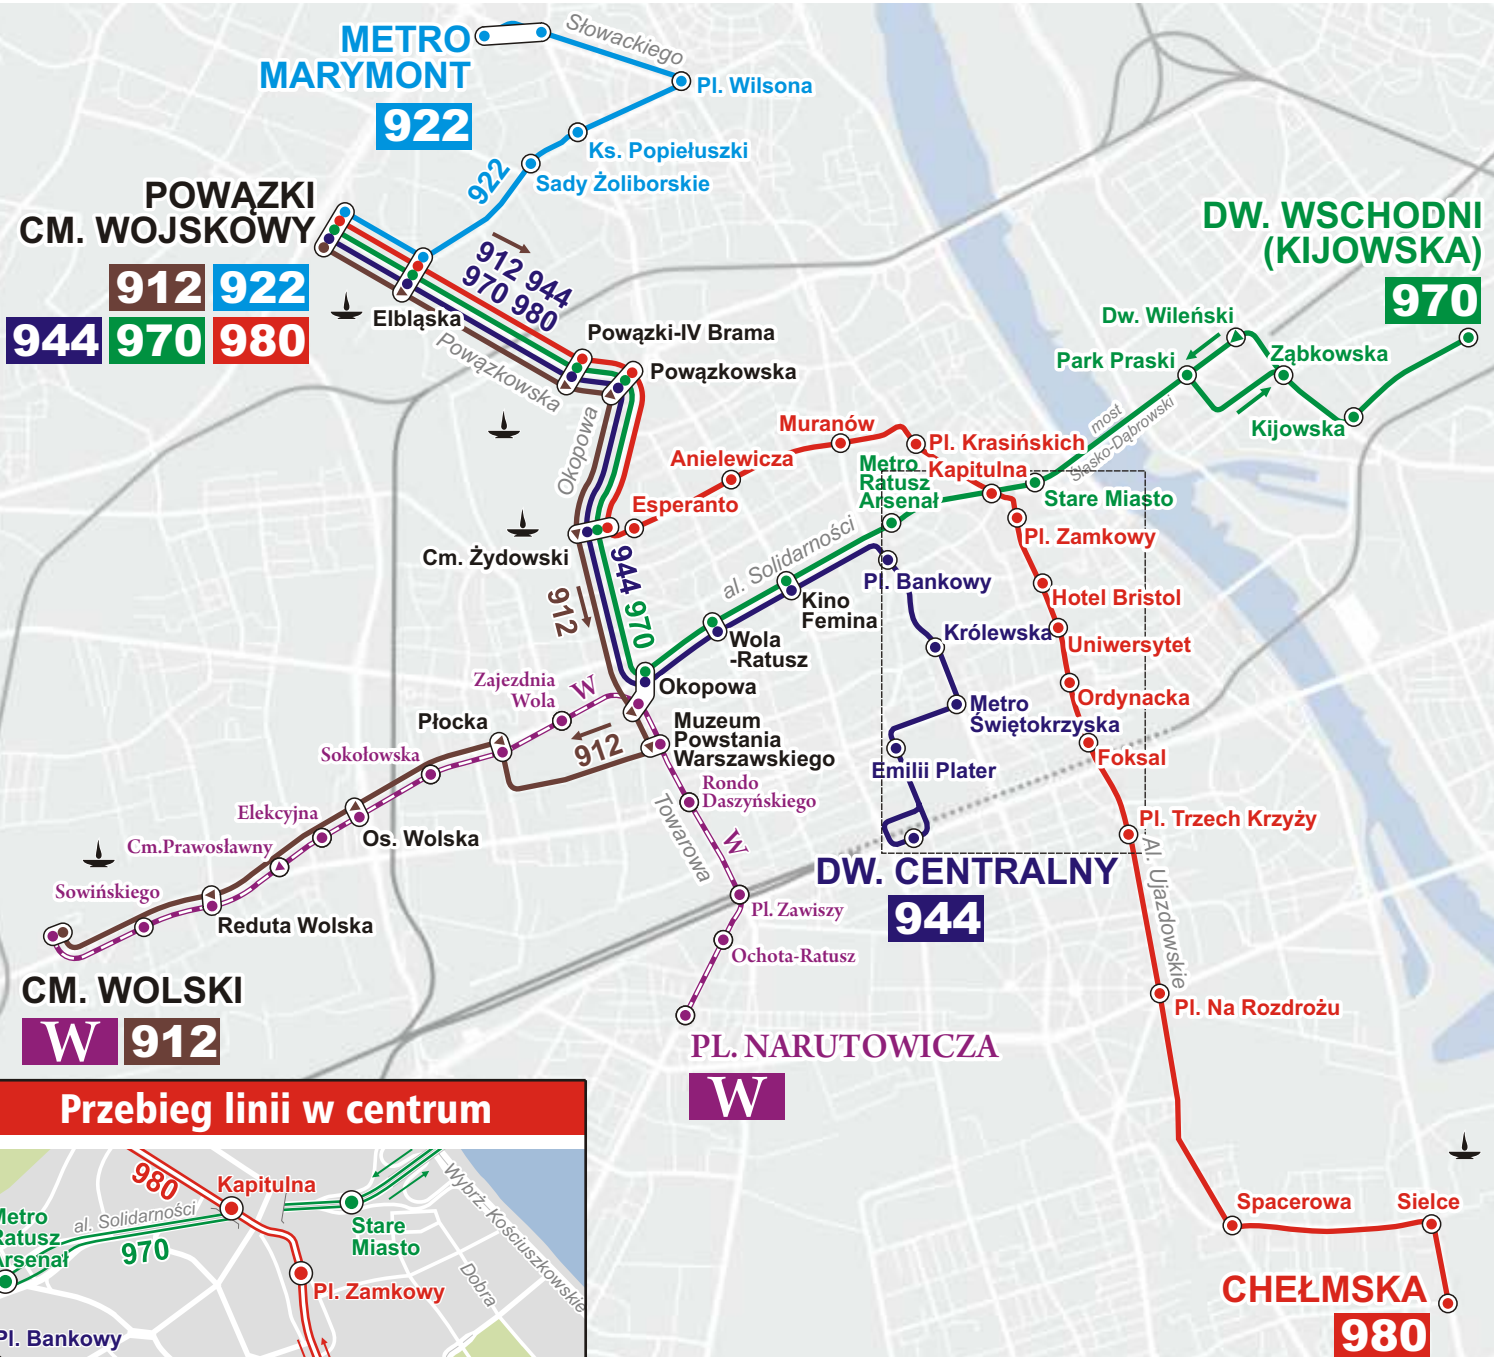 METRO
MARYMONT
922
Słowackiego
Pl. Wilsona
Ks. Popiełuszki
Sady Żoliborskie
922
POWĄZKI
CM. WOJSKOWY
912 922
944 970 980
912 944
970 980
Elbląska
Powązkowska
Powązki-IV Brama
Powązkowska
Okopowa
DW. WSCHODNI
(KIJOWSKA)
970
Dw. Wileński
Park Praski
Ząbkowska
Kijowska
most
Śląsko-Dąbrowski
Muranów
Pl. Krasińskich
Anielewicza
Kapitulna
Metro
Ratusz
Arsenał
Esperanto
Stare Miasto
Pl. Zamkowy
Cm. Żydowski
944 970
912
al. Solidarności
Pl. Bankowy
Kino
Femina
Hotel Bristol
Królewska
Uniwersytet
Wola
-Ratusz
Zajezdnia
Wola
W
Okopowa
Ordynacka
Metro
Świętokrzyska
Płocka
Muzeum
Powstania
Warszawskiego
912
Sokołowska
Foksal
Emilii Plater
Rondo
Daszyńskiego
Elekcyjna
Os. Wolska
Towarowa
W
Pl. Trzech Krzyży
Cm.Prawosławny
Al. Ujazdowskie
DW. CENTRALNY
944
Sowińskiego
Reduta Wolska
Pl. Zawiszy
Ochota-Ratusz
CM. WOLSKI
W 912
Pl. Na Rozdrożu
PL. NARUTOWICZA
W
Przebieg linii w centrum
980
Kapitulna
Wybrż. Kościuszkowskie
Metro
Ratusz
Arsenał
al. Solidarności
970
Stare
Miasto
Dobra
Pl. Zamkowy
Pl. Bankowy
Spacerowa
Sielce
CHEŁMSKA
980